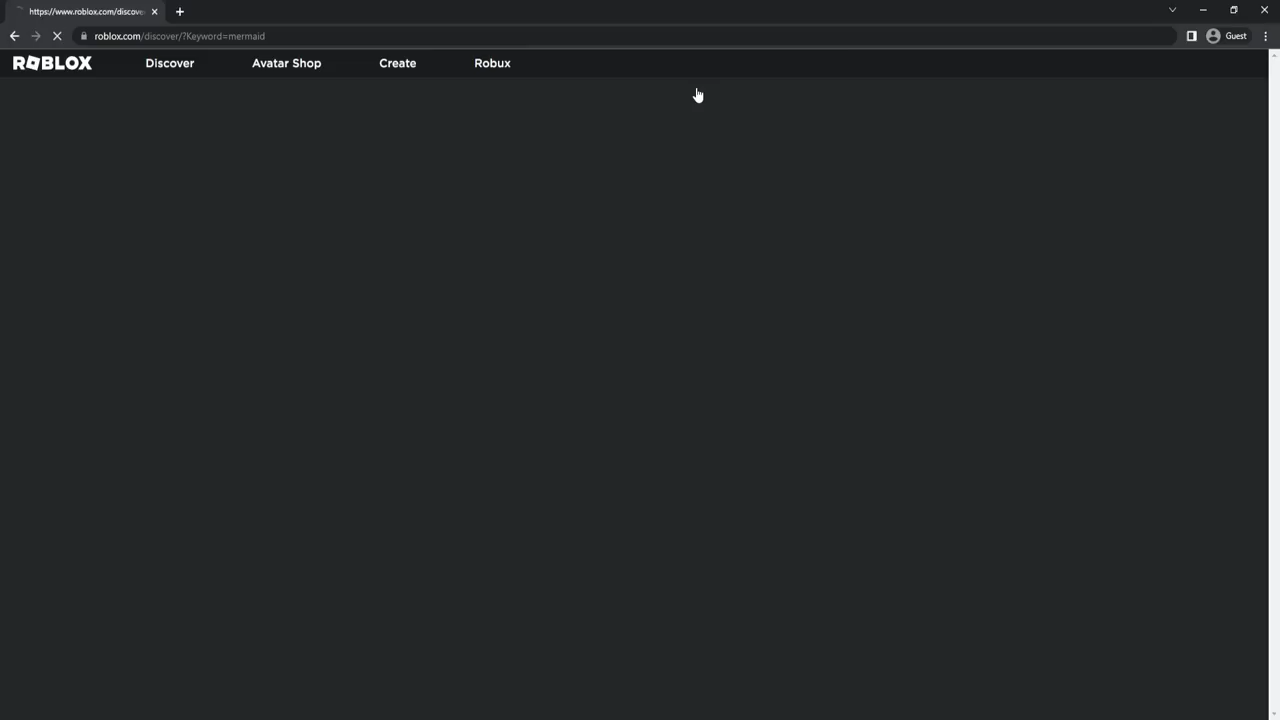 https://www.roblox.com/discove
roblox.com/discover/?Keyword=mermaid
Guest
ROBLOX
Discover
Avatar Shop
Create
Robux